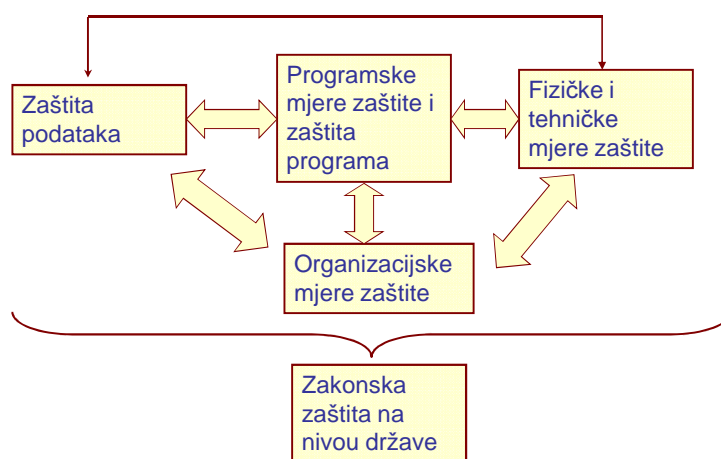 Zaštita
podataka
Programske
mjere zaštite i
zaštita
programa
Fizičke i
tehničke
mjere zaštite
Organizacijske
mjere zaštite
Zakonska
zaštita na
nivou države